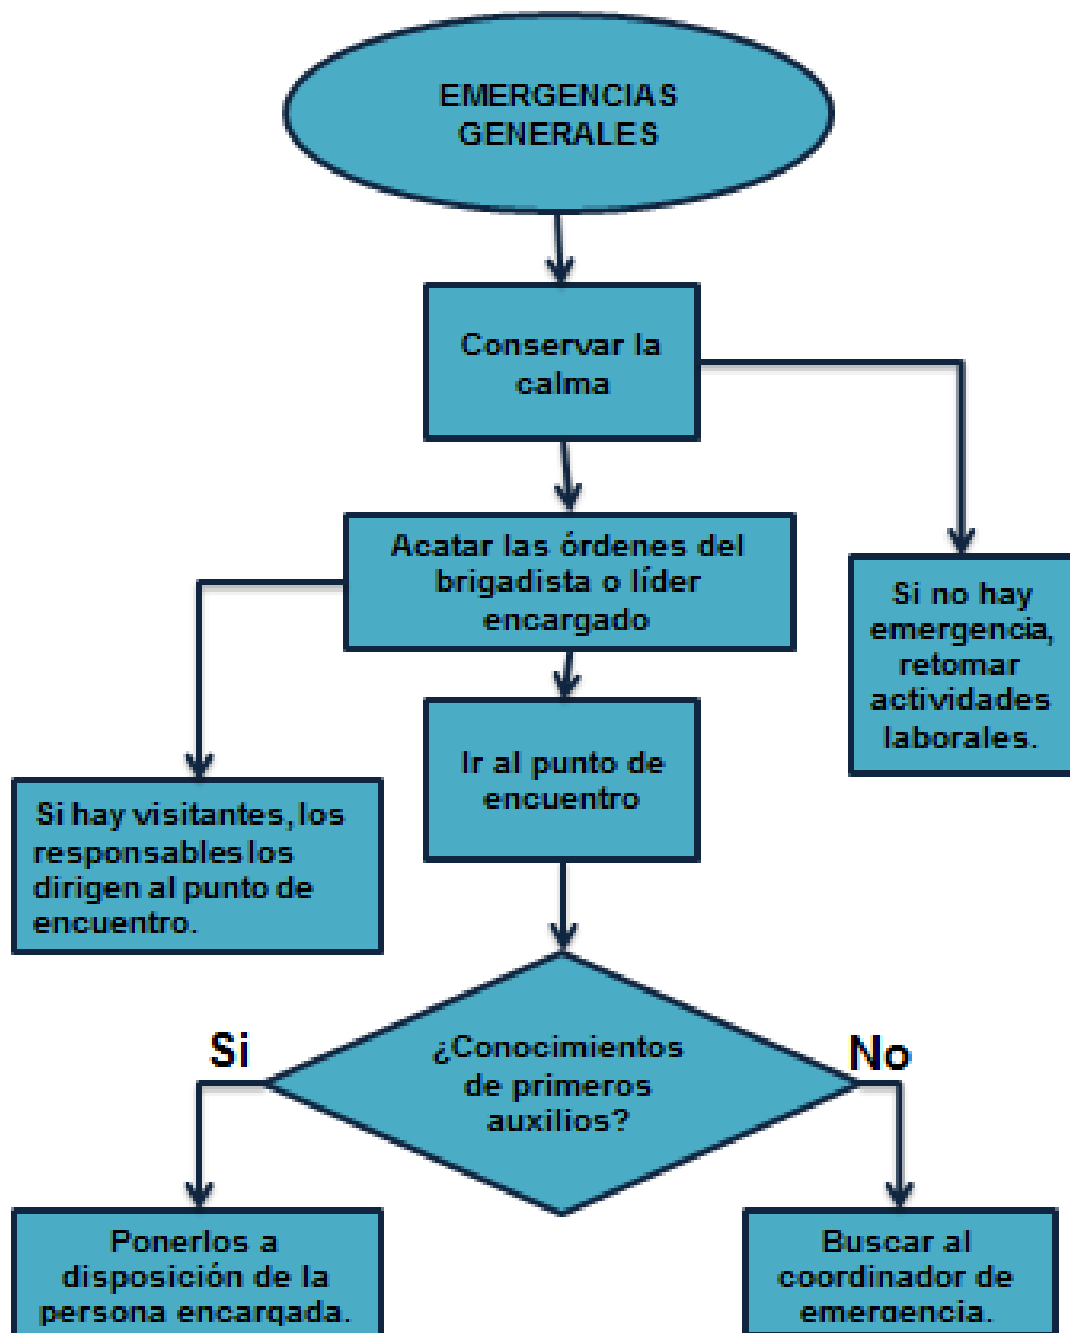 EMERGENCIAS
GENERALES
Conservar la
calma
Acatar las órdenes del
brigadista o líder
encargado
Si no hay
emergencia,
retomar
actividades
laborales.
Ir al punto de
encuentro
Si hay visitantes, los
responsables los
dirigen al punto de
encuentro.
Si
¿Conocimientos
de primeros
auxilios?
No
Ponerlos a
disposición de la
persona encargada.
Buscar al
coordinador de
emergencia.